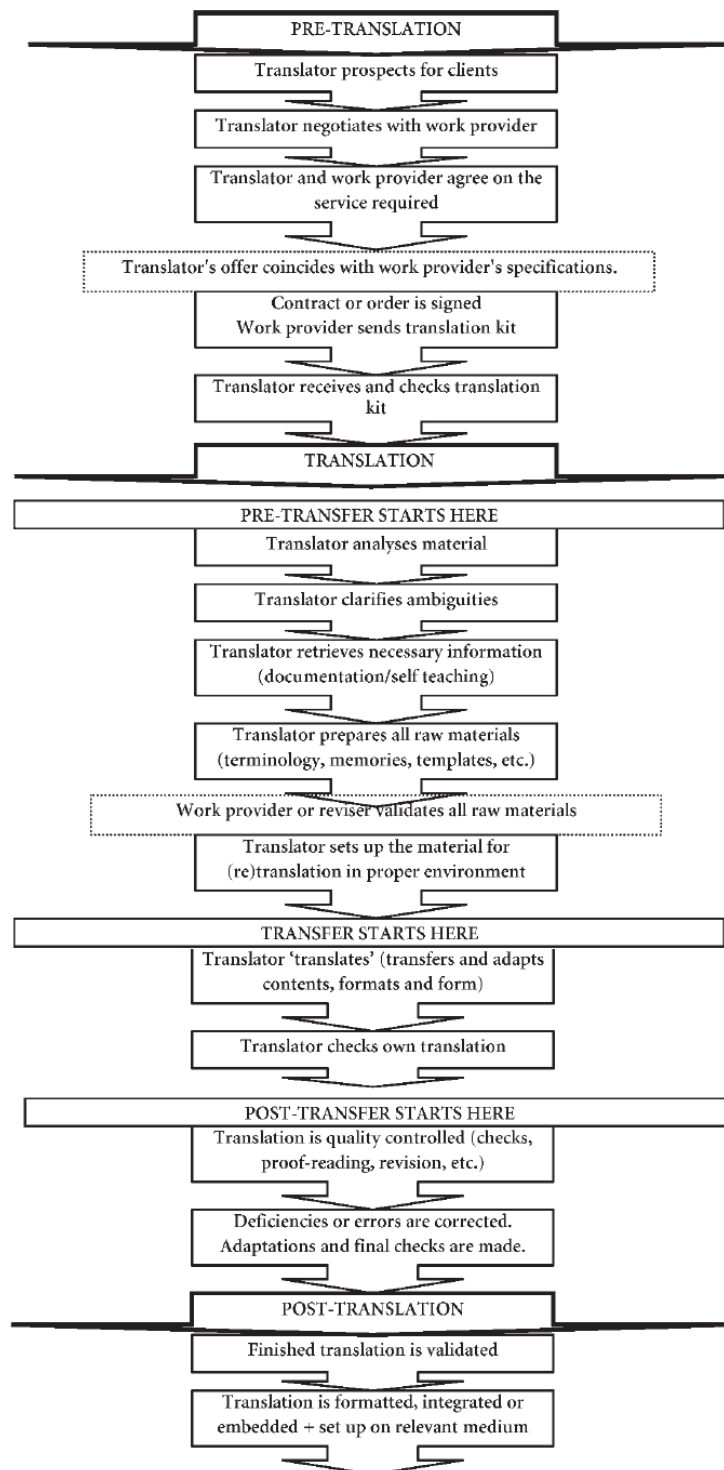 PRE-TRANSLATION
Translator prospects for clients
Translator negotiates with work provider
Translator and work provider agree on the
service required
Translator's offer coincides with work provider's specifications.
Contract or order is signed
Work provider sends translation kit
Translator receives and checks translation
kit
TRANSLATION
PRE-TRANSFER STARTS HERE
Translator analyses material
Translator clarifies ambiguities
Translator retrieves necessary information
(documentation/self teaching)
Translator prepares all raw materials
(terminology, memories, templates, etc.)
Work provider or reviser validates all raw materials
Translator sets up the material for
(re)translation in proper environment
TRANSFER STARTS HERE
Translator ‘translates’ (transfers and adapts
contents, formats and form)
Translator checks own translation
POST-TRANSFER STARTS HERE
Translation is quality controlled (checks,
proof-reading, revision, etc.)
Deficiencies or errors are corrected.
Adaptations and final checks are made.
POST-TRANSLATION
Finished translation is validated
Translation is formatted, integrated or
embedded + set up on relevant medium